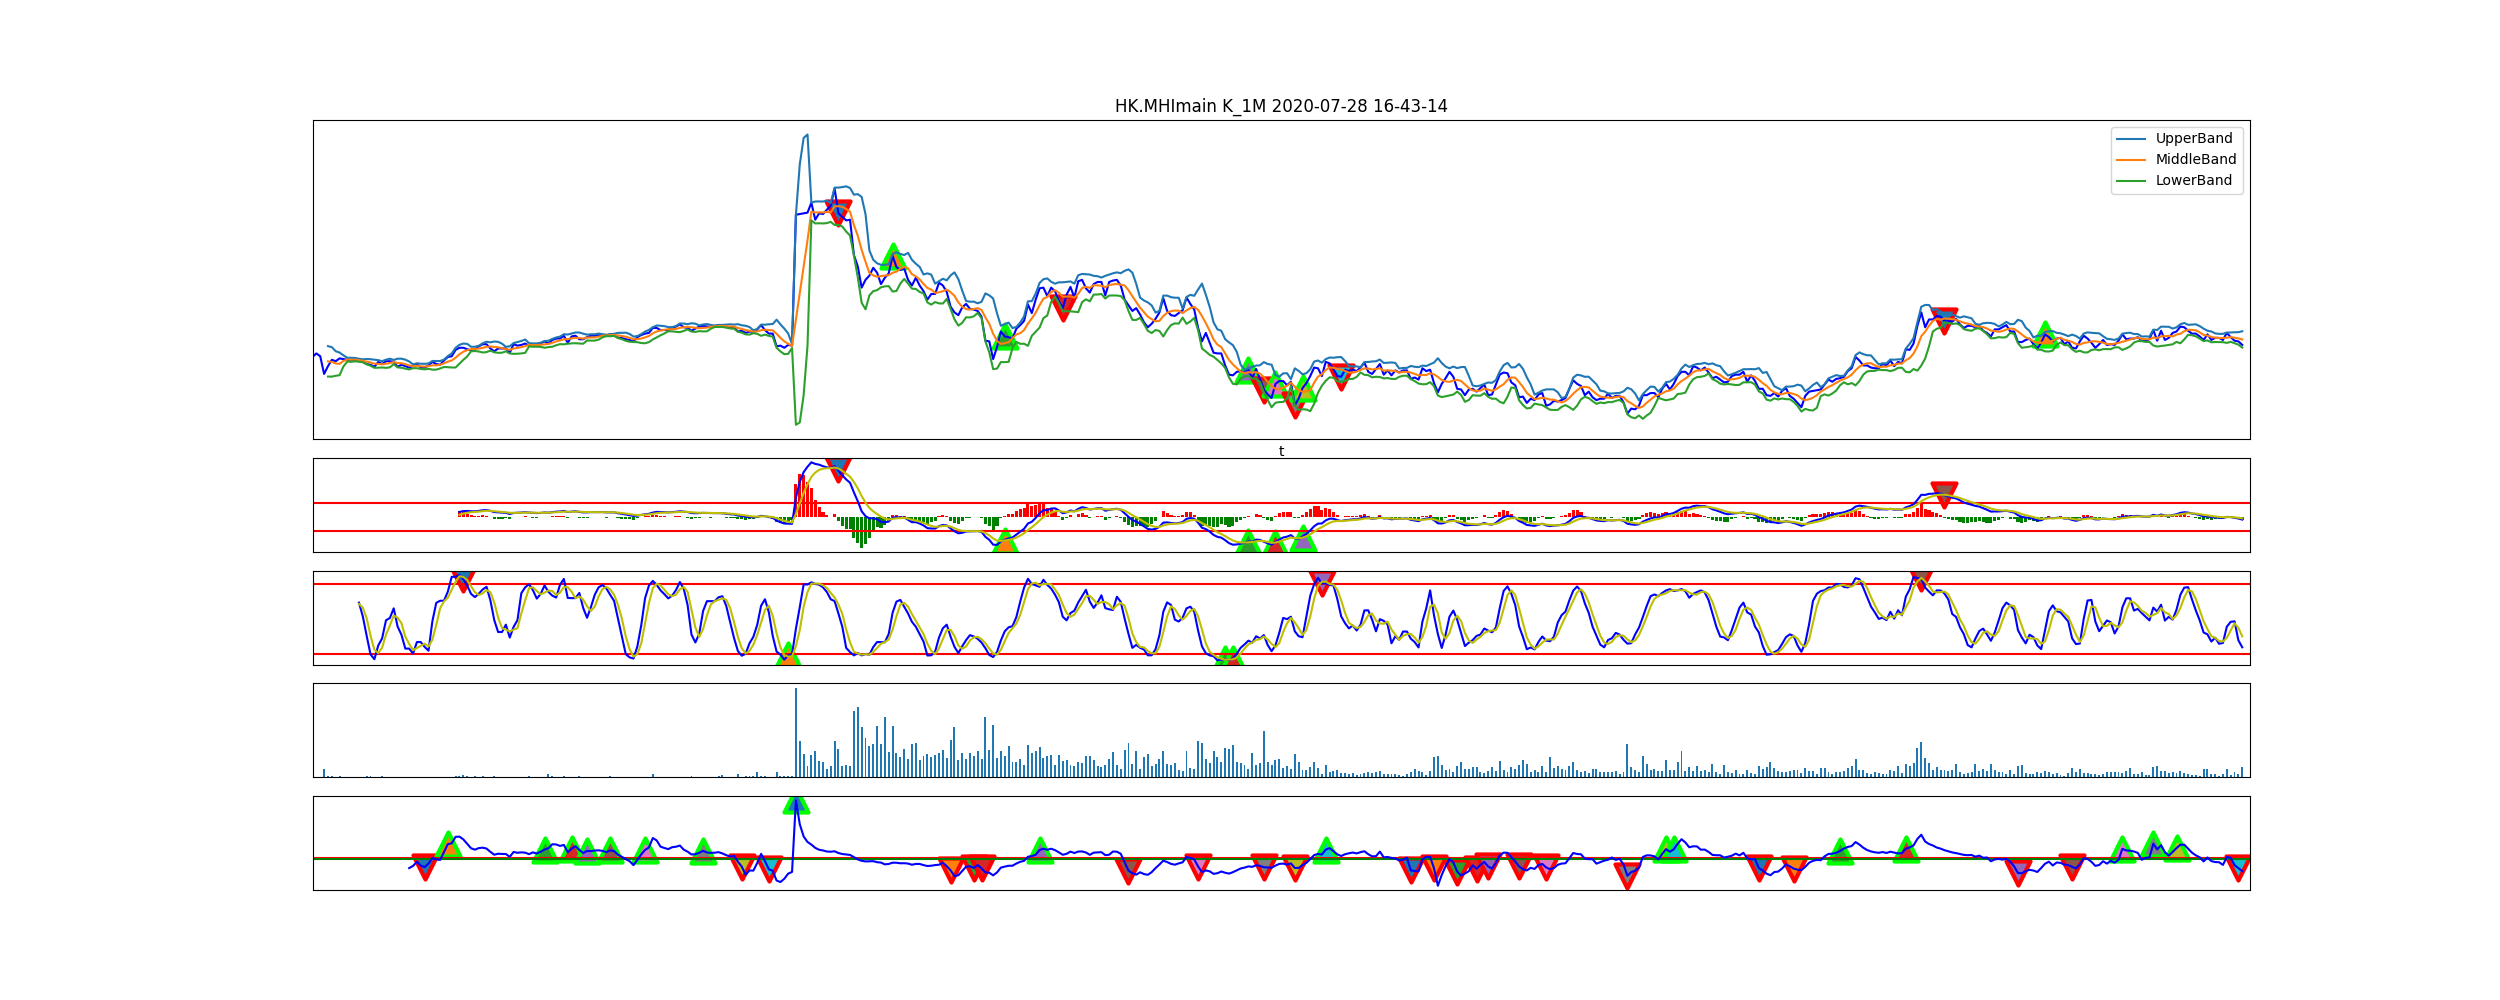 HK.MHImain K_1M 2020-07-28 16-43-14
UpperBand
MiddleBand
LowerBand
t